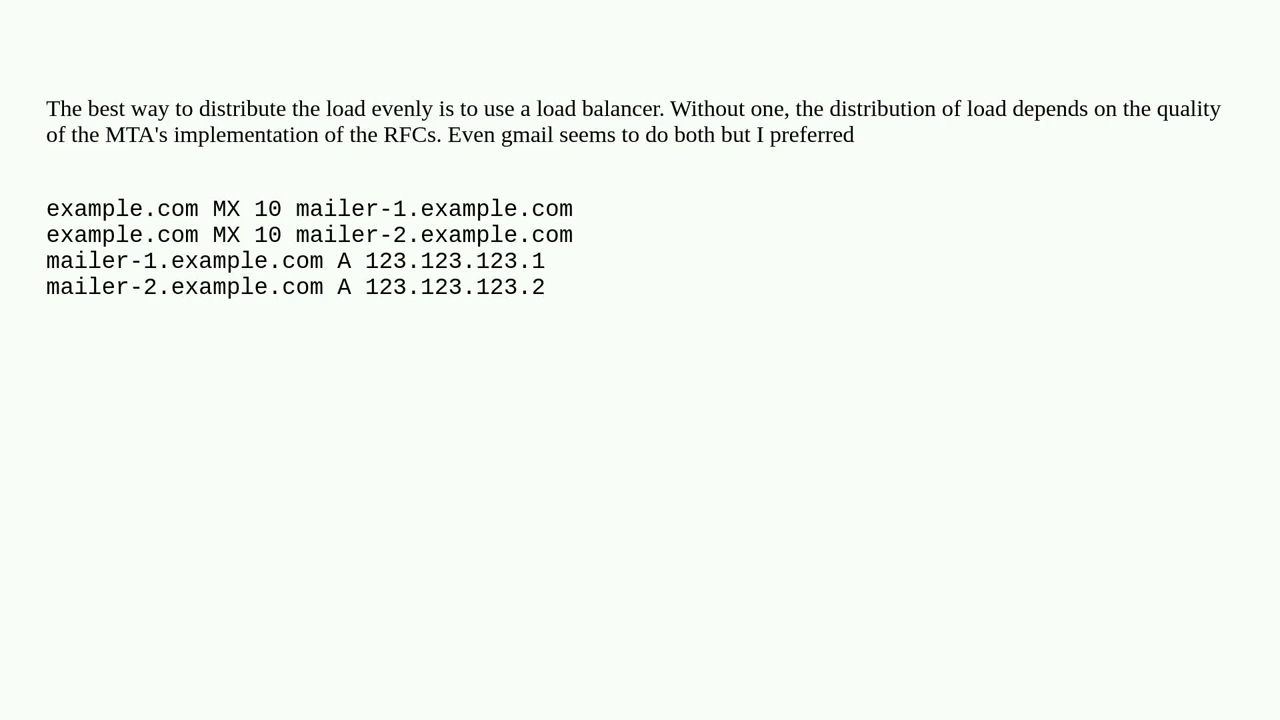 The best way to distribute the load evenly is to use a load balancer. Without one, the distribution of load depends on the quality
of the MTA's implementation of the RFCs. Even gmail seems to do both but I preferred
example.com MX 10 mailer-1.example.com
example.com MX 10 mailer-2.example.com
mailer-1.example.com A 123.123.123.1
mailer-2.example.com A 123.123.123.2